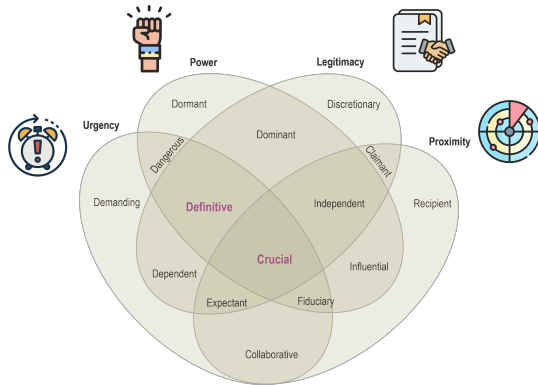 Power
Legitimacy
Dormant
Discretionary
Urgency
Dominant
Proximity
Dangerous
Claimant
Demanding
Definitive
Independent
Recipient
Crucial
Dependent
Influential
Expectant
Fiduciary
Collaborative